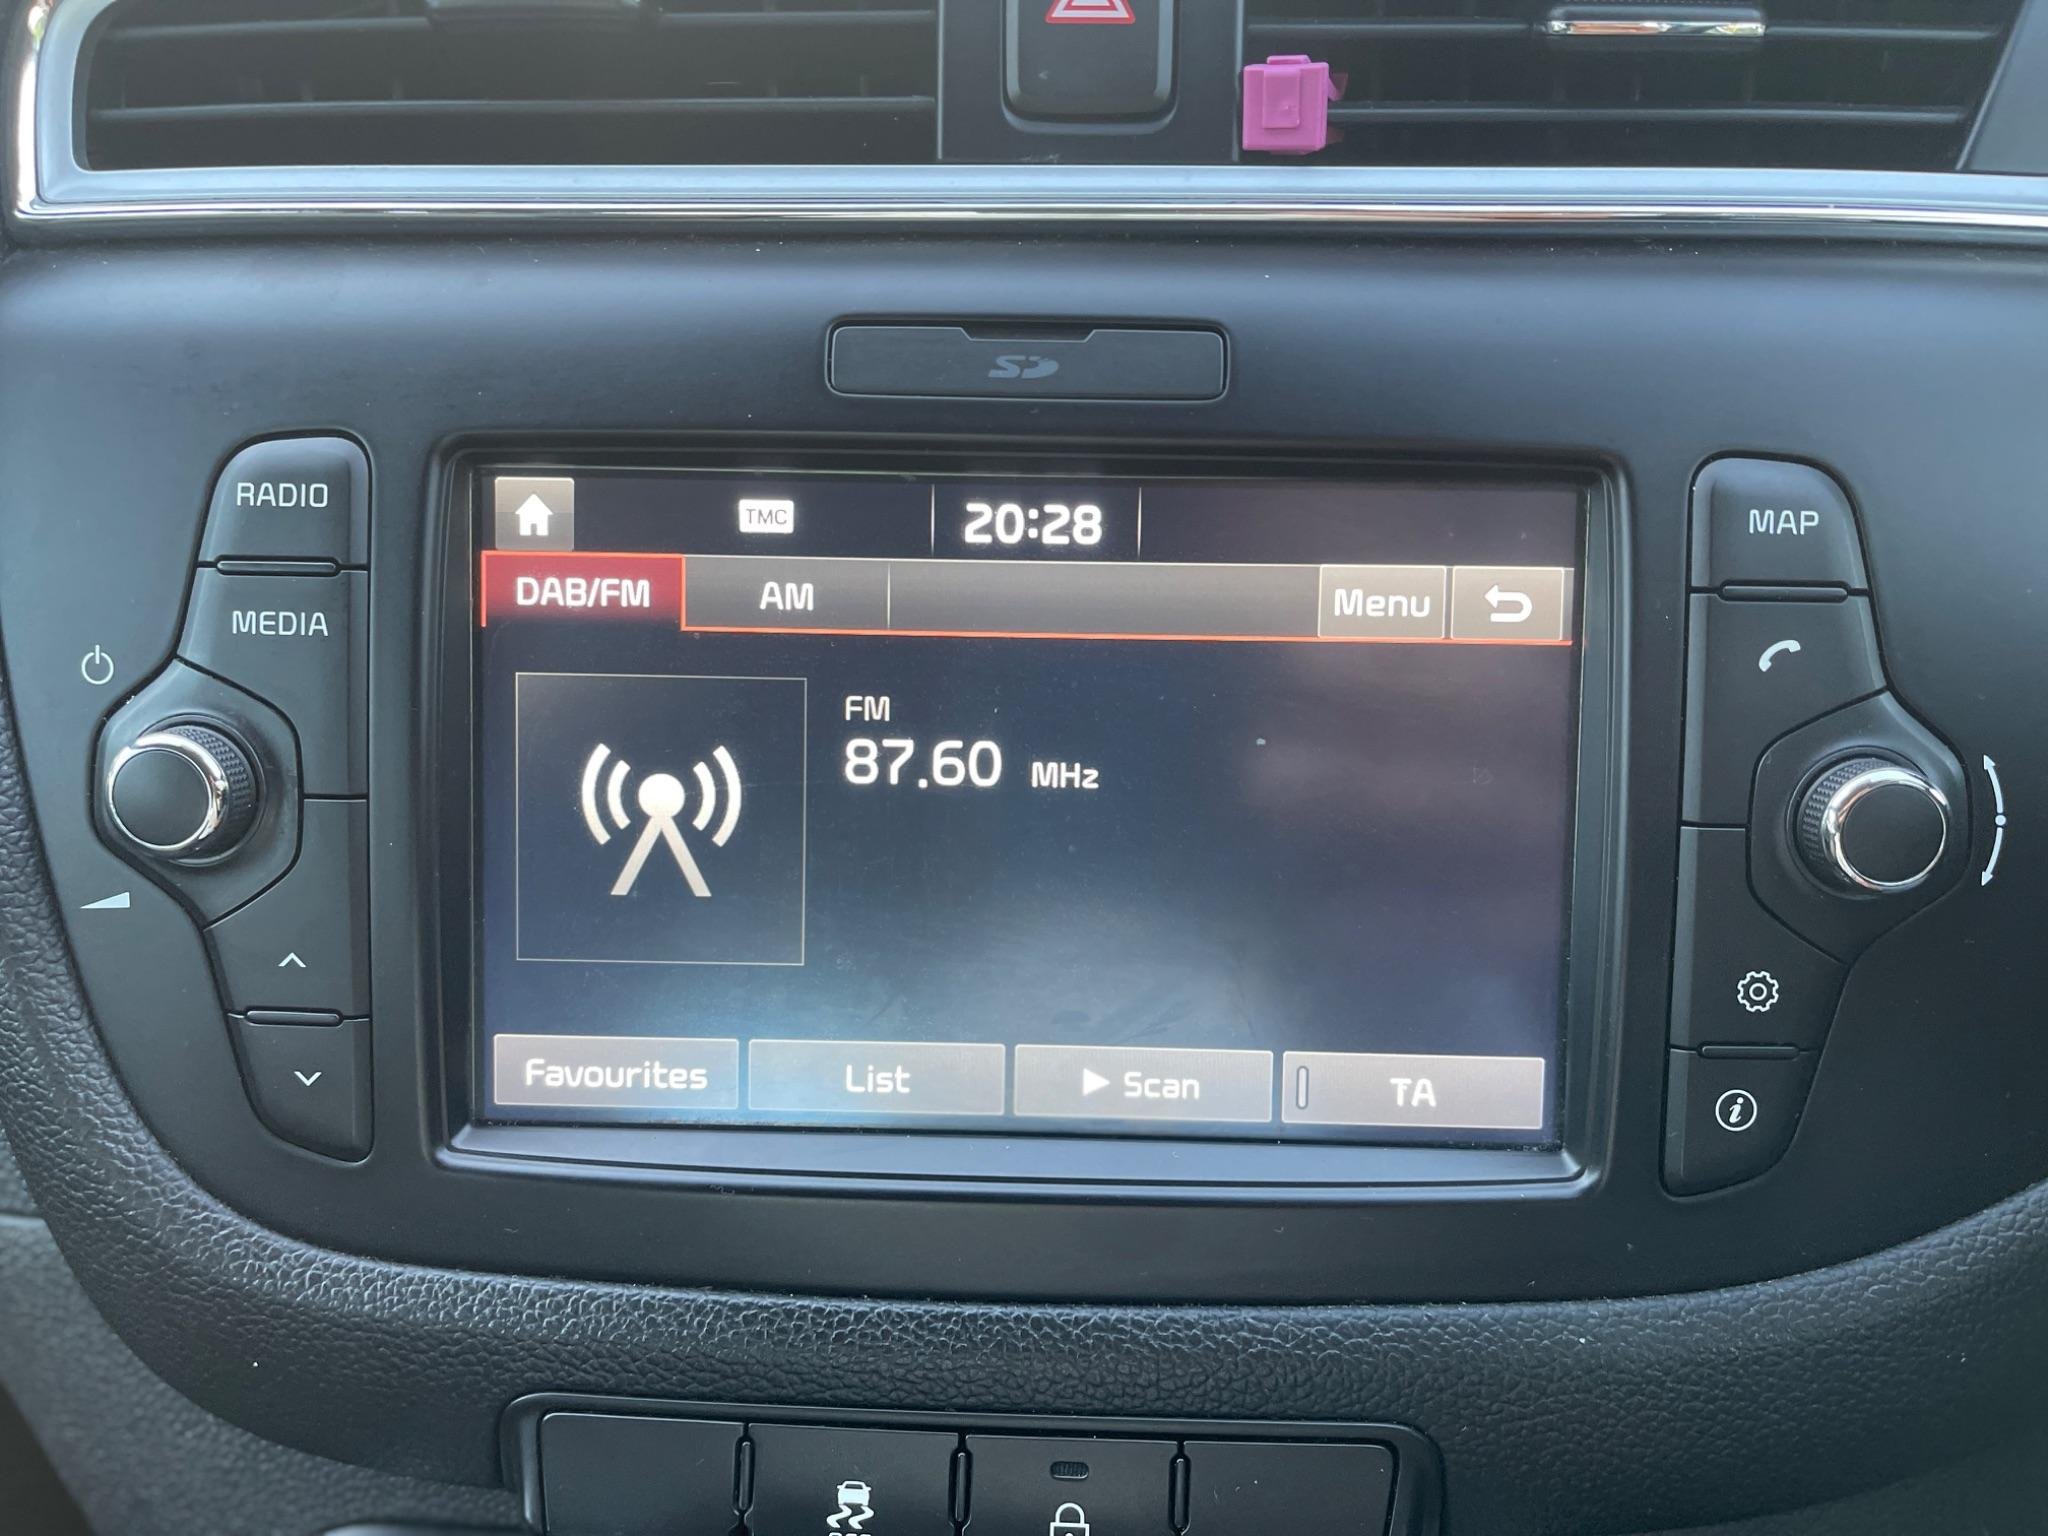 SD
RADIO
MEDIA
TMC
20:28
DAB/FM
AM
Menu
FM
87.60 MHz
Favourites
List
Scan
TA
MAP
i